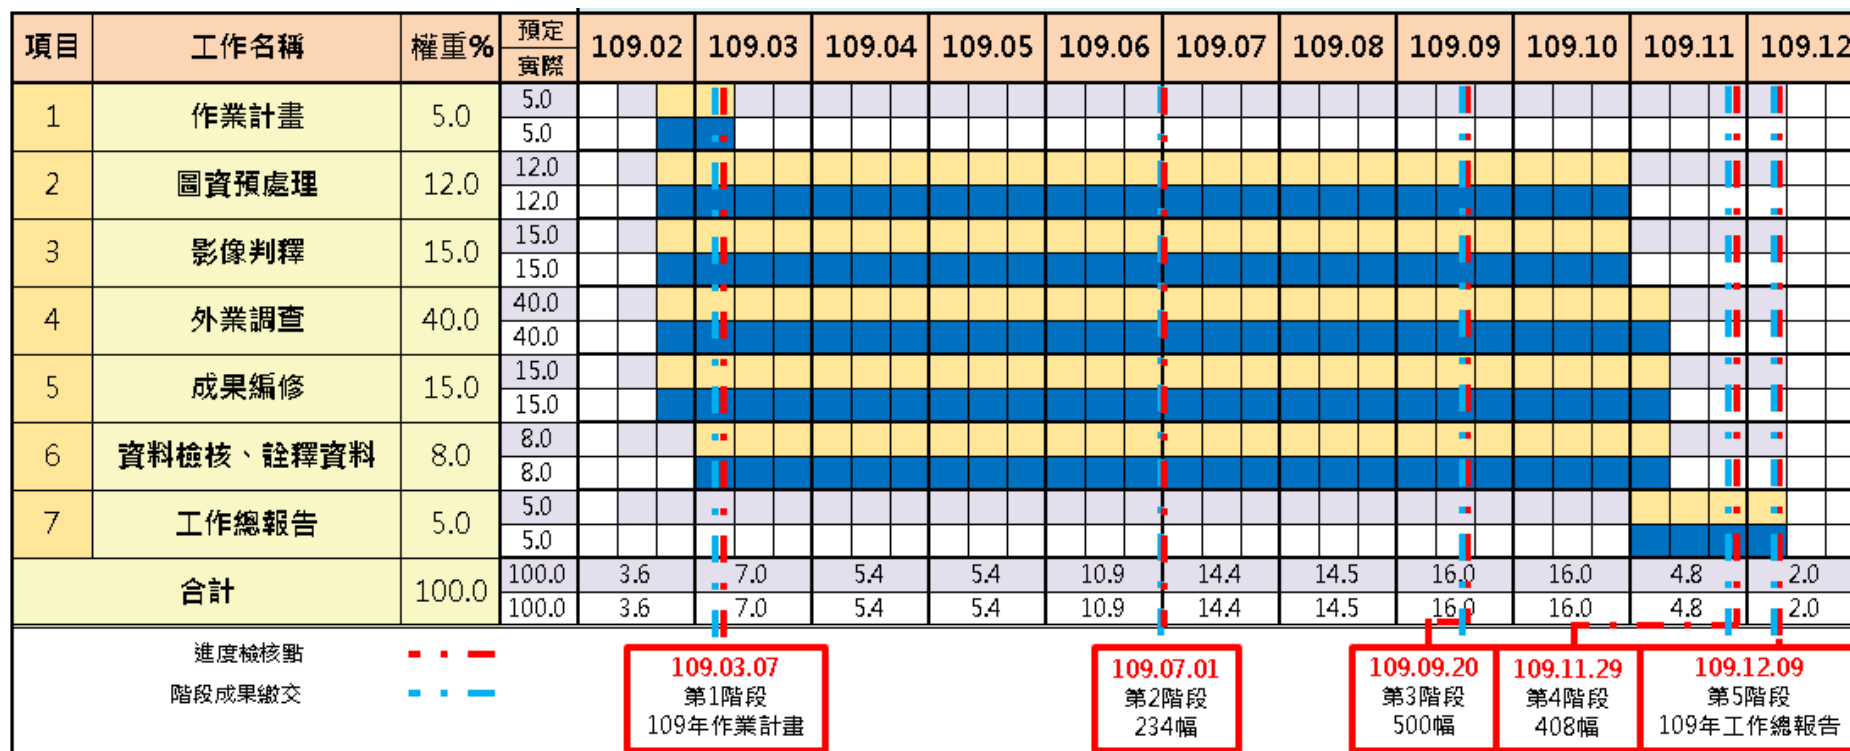 項目 工作名稱 權重% 預定 109.02 109.03 109.04 109.05 109.06 109.07 109.08 109.09 109.10 109.11 109.12
實際
1 作業計畫 5.0 5.0
5.0
2 圖資預處理 12.0 12.0
12.0
3 影像判釋 15.0 15.0
15.0
4 外業調查 40.0 40.0
40.0
5 成果編修 15.0 15.0
15.0
6 資料檢核、詮釋資料 8.0 8.0
8.0
7 工作總報告 5.0 5.0
5.0
合計 100.0 100.0 3.6 7.0 5.4 5.4 10.9 14.4 14.5 16.0 16.0 4.8 2.0
100.0 3.6 7.0 5.4 5.4 10.9 14.4 14.5 16.0 16.0 4.8 2.0
進度檢核點
階段成果繳交
109.03.07
第1階段
109年作業計畫
109.07.01
第2階段
234幅
109.09.20
第3階段
500幅
109.11.29
第4階段
408幅
109.12.09
第5階段
109年工作總報告